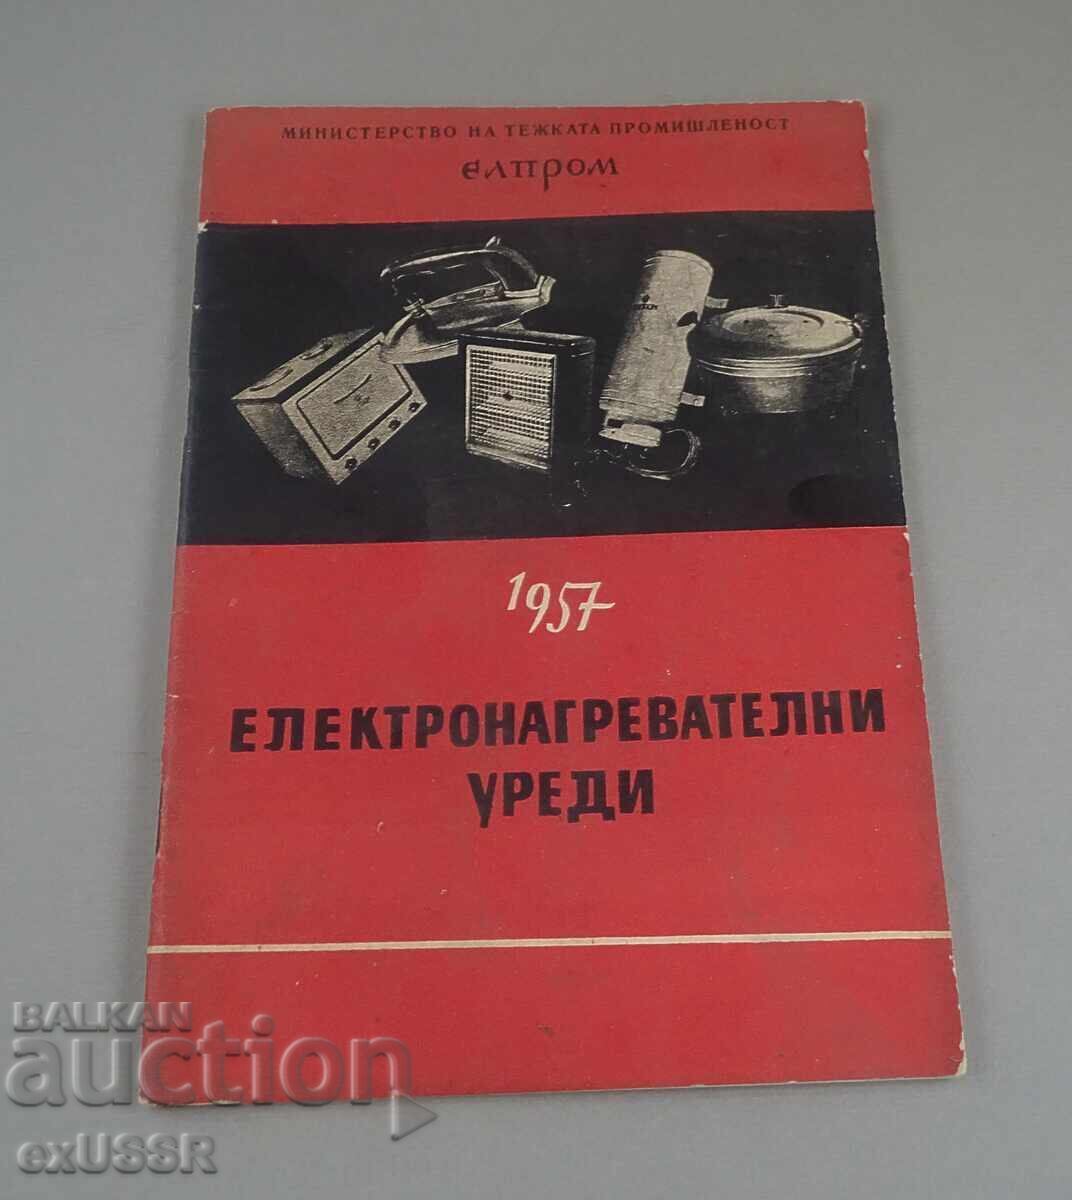 МИНИСТЕРСТВО НА ТЕЖКАТА ПРОМИШЛЕНОСТ
елпром
1957
ЕЛЕКТРОНАГРЕВАТЕЛНИ
УРЕДИ
BALKAN
auction
exUSSR